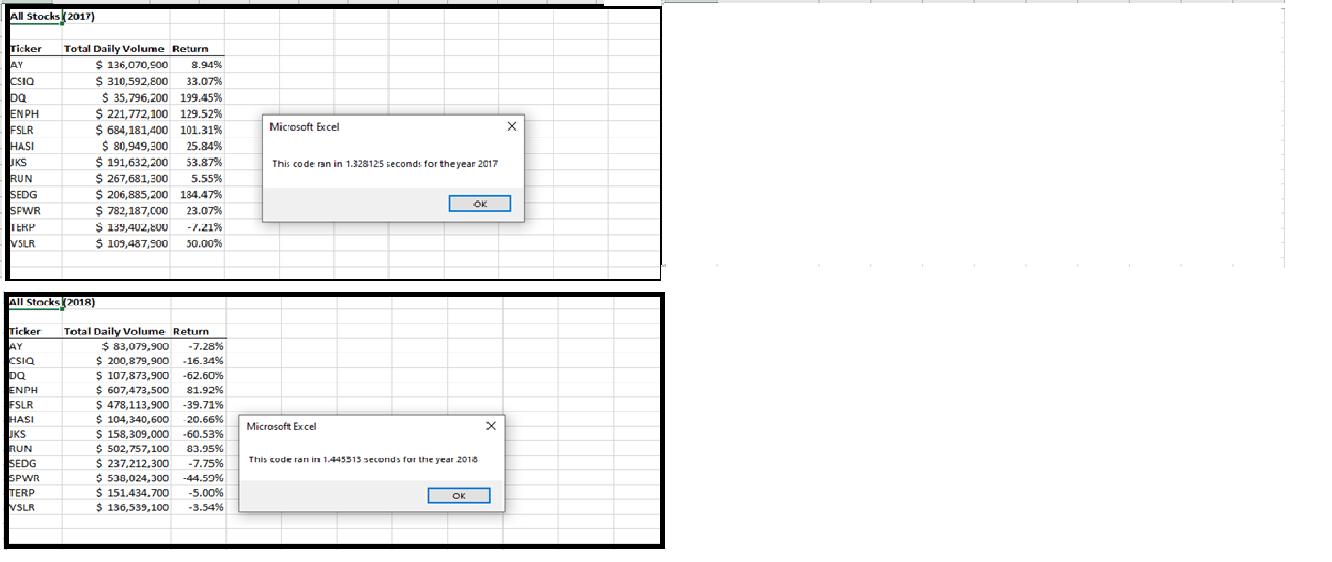 All Stocks (2017)
Ticker Total Daily Volume Return
AY $ 136,070,900 8.94%
CSIQ $ 310,592,800 33.07%
DQ $ 35,796,200 199.45%
ENPH $ 221,772,100 129.52%
FSLR $ 684,181,400 101.31%
HASI $ 80,949,300 25.84%
JKS $ 191,632,200 53.87%
RUN $ 267,681,300 5.55%
SEDG $ 206,885,200 184.47%
SPWR $ 782,187,000 23.07%
TERP $ 139,402,800 -7.21%
VSLR $ 109,487,900 50.00%
Microsoft Excel
This code ran in 1.328125 seconds for the year 2017
OK
All Stocks (2018)
Ticker Total Daily Volume Return
AY $ 83,079,900 -7.28%
CSIQ $ 200,879,900 -16.34%
DQ $ 107,873,900 -62.60%
ENPH $ 607,473,500 81.92%
FSLR $ 478,113,900 -39.71%
HASI $ 104,340,600 -20.66%
JKS $ 158,309,000 -60.53%
RUN $ 502,757,100 83.95%
SEDG $ 237,212,300 -7.75%
SPWR $ 538,024,300 -44.59%
TERP $ 151,434,700 -5.00%
VSLR $ 136,539,100 -3.54%
Microsoft Excel
This code ran in 1.445313 seconds for the year 2018
OK